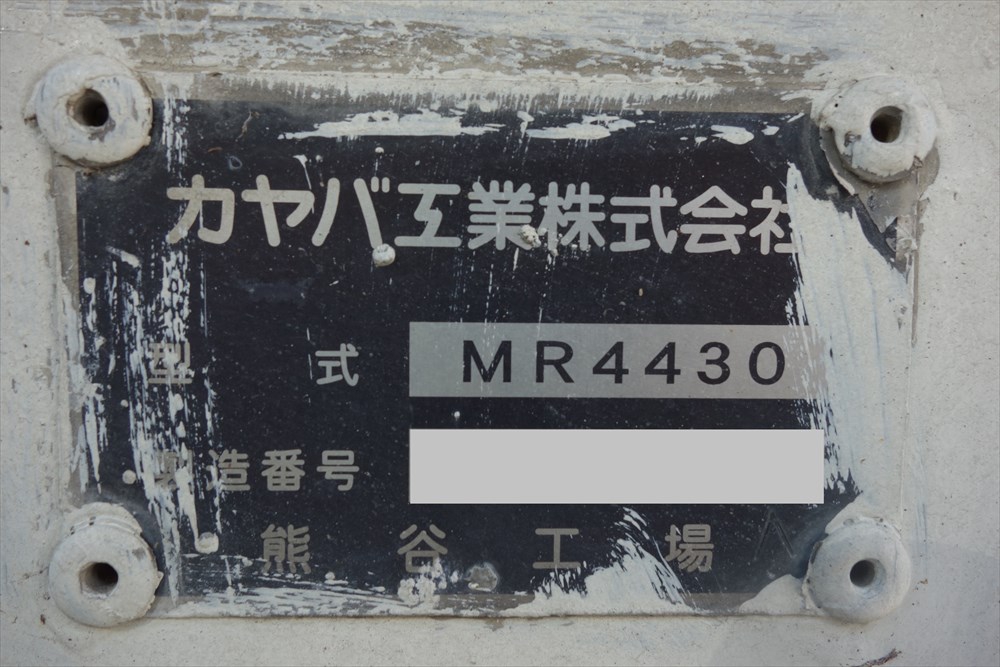 カヤバ工業株式会社
型式 MR4430
製造番号
熊谷工場